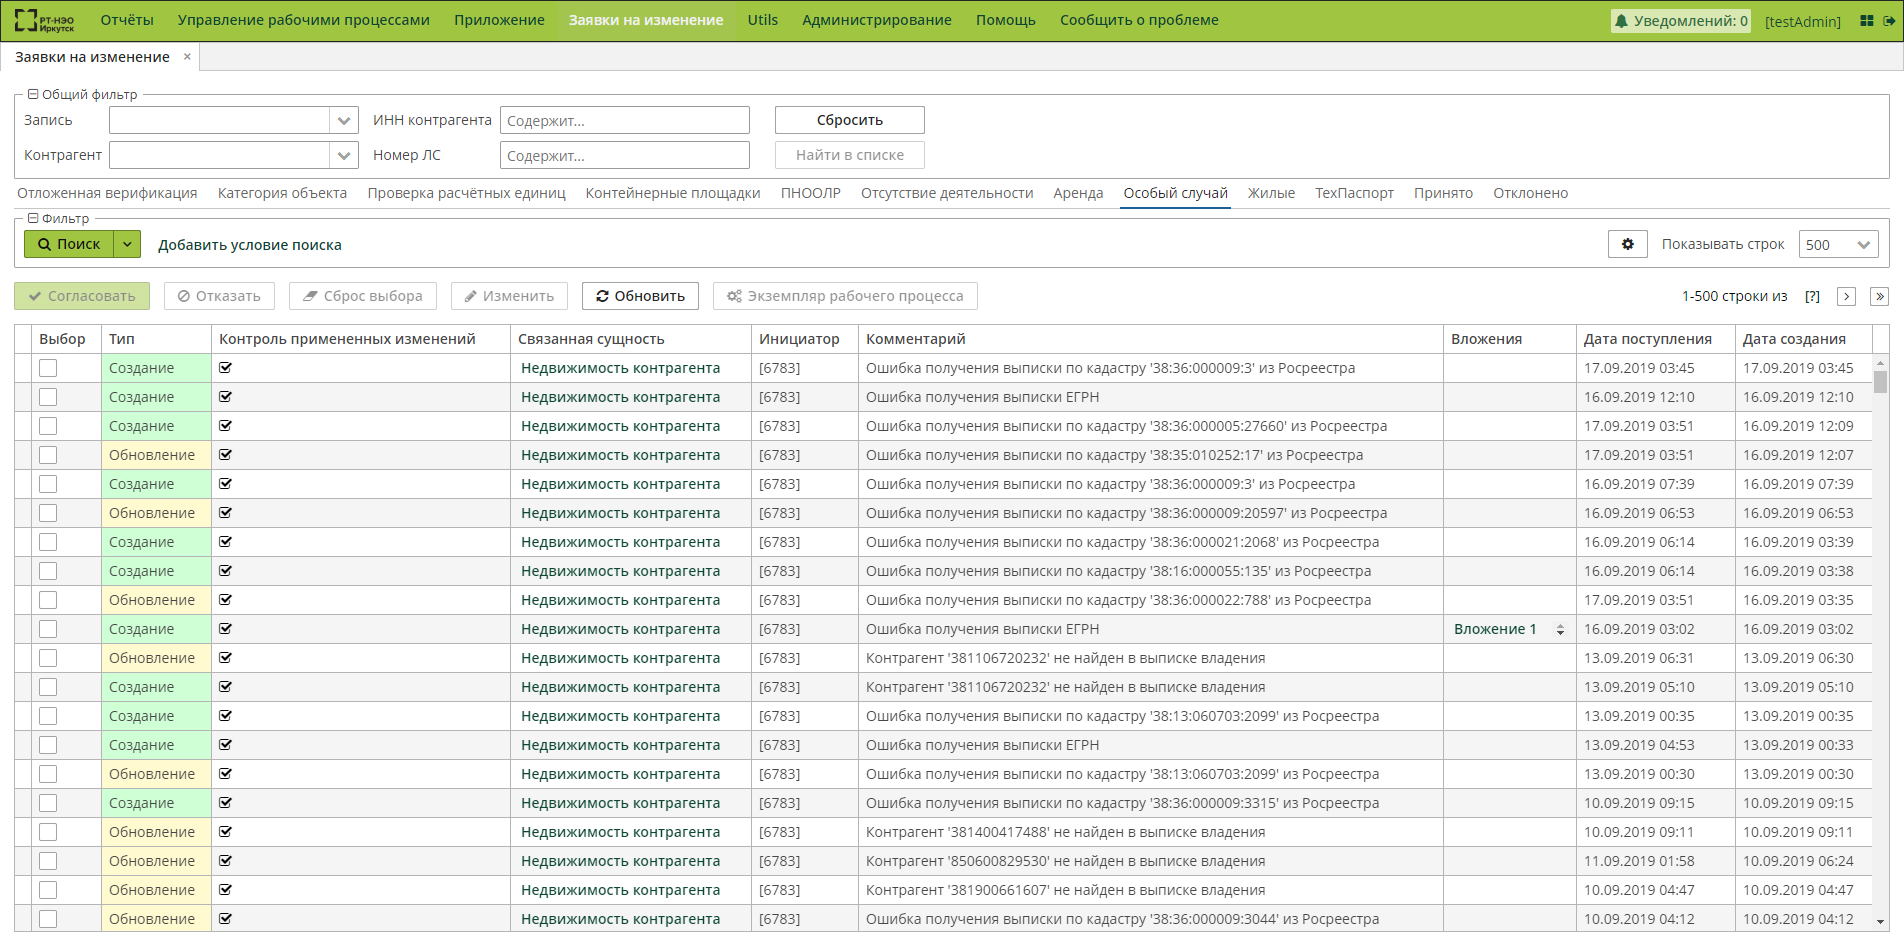 РТ-НЭО Иркутск Отчёты Управление рабочими процессами Приложение Заявки на изменение Utils Администрирование Помощь Сообщить о проблеме Уведомлений: 0 [testAdmin]
Заявки на изменение ×
Общий фильтр
Запись ИНН контрагента Содержит... Сбросить
Контрагент Номер ЛС Содержит... Найти в списке
Отложенная верификация Категория объекта Проверка расчётных единиц Контейнерные площадки ПНООЛР Отсутствие деятельности Аренда Особый случай Жилые ТехПаспорт Принято Отклонено
Фильтр
Поиск Добавить условие поиска Показывать строк 500
Согласовать Отказать Сброс выбора Изменить Обновить Экземпляр рабочего процесса 1-500 строки из [?] > »
Выбор Тип Контроль примененных изменений Связанная сущность Инициатор Комментарий Вложения Дата поступления Дата создания
Создание Недвижимость контрагента [6783] Ошибка получения выписки по кадастру '38:36:000009:3' из Росреестра 17.09.2019 03:45 17.09.2019 03:45
Создание Недвижимость контрагента [6783] Ошибка получения выписки ЕГРН 16.09.2019 12:10 16.09.2019 12:10
Создание Недвижимость контрагента [6783] Ошибка получения выписки по кадастру '38:36:000005:27660' из Росреестра 17.09.2019 03:51 16.09.2019 12:09
Обновление Недвижимость контрагента [6783] Ошибка получения выписки по кадастру '38:35:010252:17' из Росреестра 17.09.2019 03:51 16.09.2019 12:07
Создание Недвижимость контрагента [6783] Ошибка получения выписки по кадастру '38:36:000009:3' из Росреестра 16.09.2019 07:39 16.09.2019 07:39
Обновление Недвижимость контрагента [6783] Ошибка получения выписки по кадастру '38:36:000009:20597' из Росреестра 16.09.2019 06:53 16.09.2019 06:53
Создание Недвижимость контрагента [6783] Ошибка получения выписки по кадастру '38:36:000021:2068' из Росреестра 16.09.2019 06:14 16.09.2019 03:39
Создание Недвижимость контрагента [6783] Ошибка получения выписки по кадастру '38:16:000055:135' из Росреестра 16.09.2019 06:14 16.09.2019 03:38
Обновление Недвижимость контрагента [6783] Ошибка получения выписки по кадастру '38:36:000022:788' из Росреестра 17.09.2019 03:51 16.09.2019 03:35
Создание Недвижимость контрагента [6783] Ошибка получения выписки ЕГРН Вложение 1 16.09.2019 03:02 16.09.2019 03:02
Обновление Недвижимость контрагента [6783] Контрагент '381106720232' не найден в выписке владения 13.09.2019 06:31 13.09.2019 06:30
Создание Недвижимость контрагента [6783] Контрагент '381106720232' не найден в выписке владения 13.09.2019 05:10 13.09.2019 05:10
Создание Недвижимость контрагента [6783] Ошибка получения выписки по кадастру '38:13:060703:2099' из Росреестра 13.09.2019 00:35 13.09.2019 00:35
Создание Недвижимость контрагента [6783] Ошибка получения выписки ЕГРН 13.09.2019 04:53 13.09.2019 00:33
Обновление Недвижимость контрагента [6783] Ошибка получения выписки по кадастру '38:13:060703:2099' из Росреестра 13.09.2019 00:30 13.09.2019 00:30
Создание Недвижимость контрагента [6783] Ошибка получения выписки по кадастру '38:36:000009:3315' из Росреестра 10.09.2019 09:15 10.09.2019 09:15
Обновление Недвижимость контрагента [6783] Контрагент '381400417488' не найден в выписке владения 10.09.2019 09:11 10.09.2019 09:11
Обновление Недвижимость контрагента [6783] Контрагент '850600829530' не найден в выписке владения 11.09.2019 01:58 10.09.2019 06:24
Обновление Недвижимость контрагента [6783] Контрагент '381900661607' не найден в выписке владения 10.09.2019 04:47 10.09.2019 04:47
Обновление Недвижимость контрагента [6783] Ошибка получения выписки по кадастру '38:36:000009:3044' из Росреестра 10.09.2019 04:12 10.09.2019 04:12